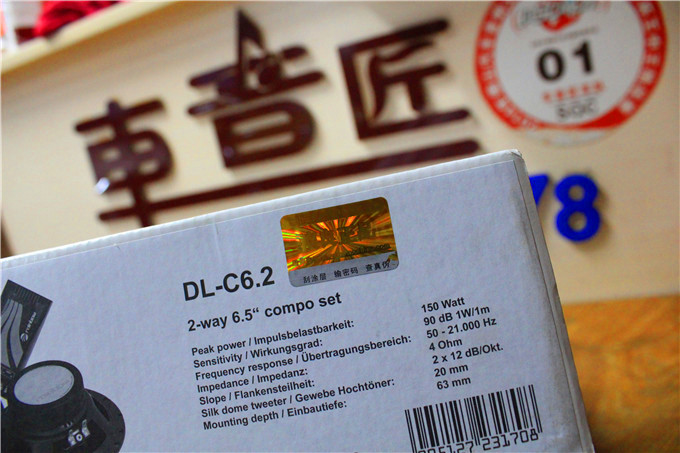 車音匠
01
SQC
78
刮涂层 输密码 查真伪
DL-C6.2
2-way 6.5“ compo set
Peak power / Impulsbelastbarkeit: 150 Watt
Sensitivity / Wirkungsgrad: 90 dB 1W/1m
Frequency response / Übertragungsbereich: 50 - 21.000 Hz
Impedance / Impedanz: 4 Ohm
Slope / Flankensteilheit: 2 x 12 dB/Okt.
Silk dome tweeter / Gewebe Hochtöner: 20 mm
Mounting depth / Einbautiefe: 63 mm
231708